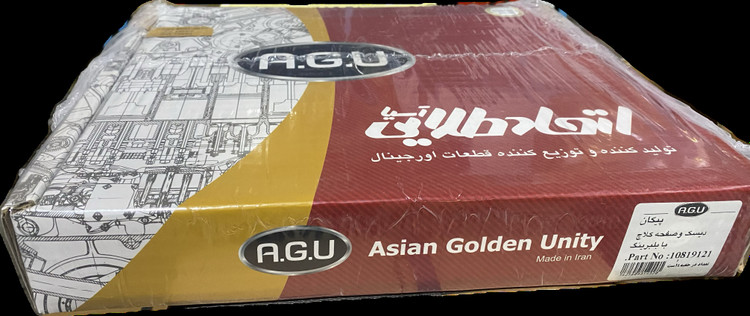 A.G.U
اتحاد طلایی آسیا
تولید کننده و توزیع کننده قطعات اورجینال
A.G.U
Asian Golden Unity
Made in Iran
A.G.U
پیکان
دیسک و صفحه کلاچ
با بلبرینگ
Part No :10819121.